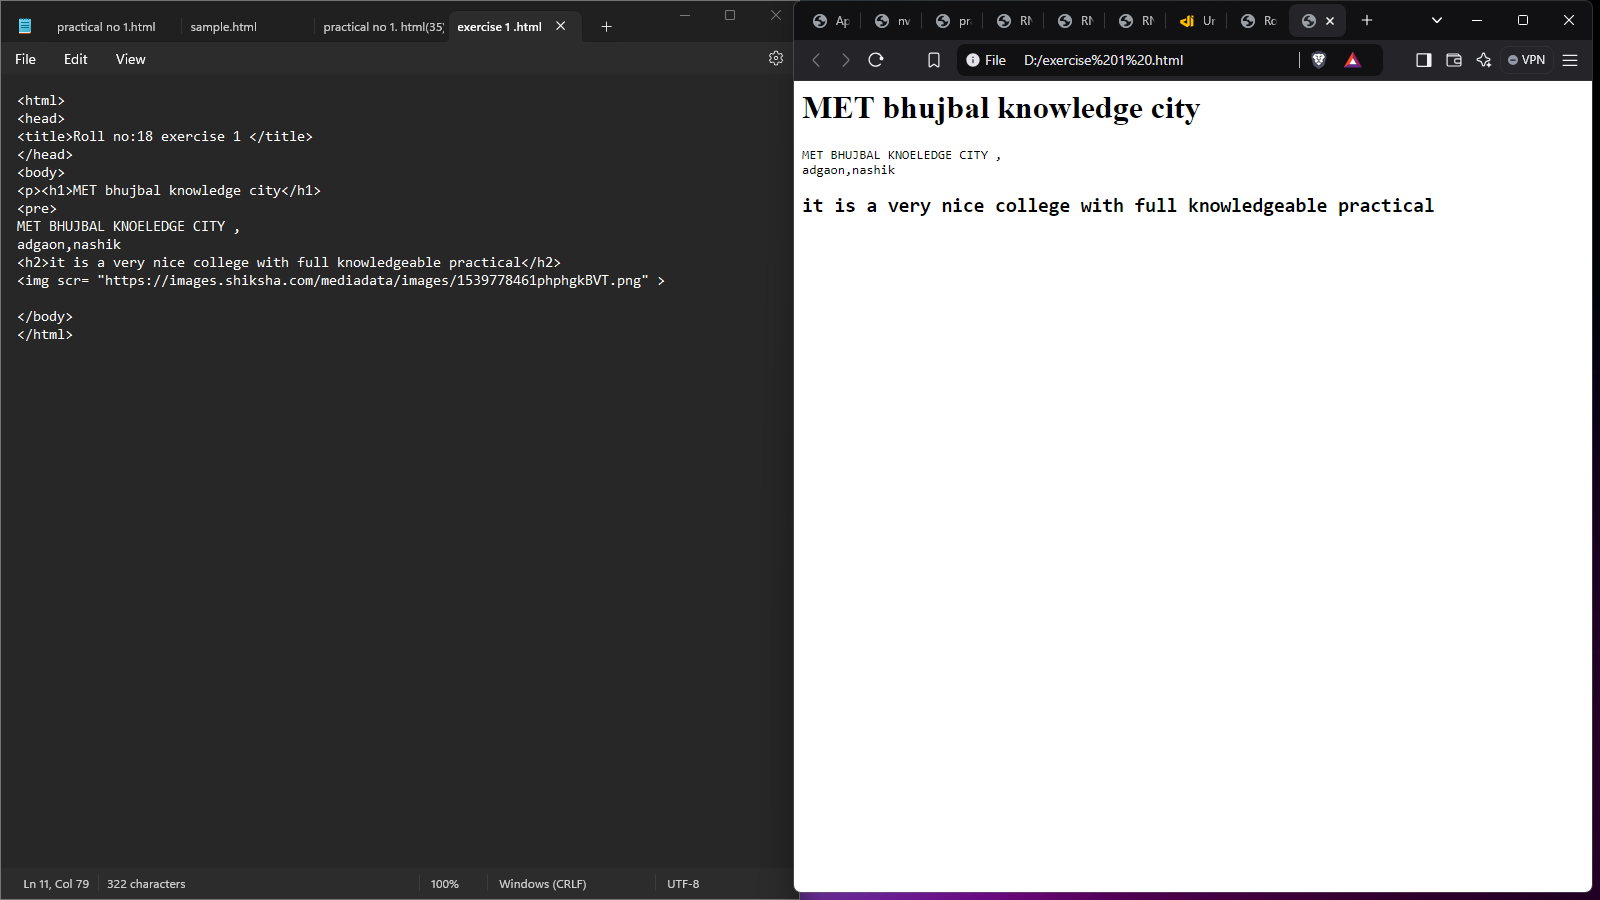 practical no 1.html
sample.html
practical no 1. html(35)
exercise 1 .html
File Edit View
<html>
<head>
<title>Roll no:18 exercise 1 </title>
</head>
<body>
<p><h1>MET bhujbal knowledge city</h1>
<pre>
MET BHUJBAL KNOELEDGE CITY ,
adgaon,nashik
<h2>it is a very nice college with full knowledgeable practical</h2>
<img scr= "https://images.shiksha.com/mediadata/images/1539778461phphgkBVT.png" >
</body>
</html>
Ln 11, Col 79 322 characters 100% Windows (CRLF) UTF-8
Ap nv pr RN RN RN Ur Ro
File D:/exercise%201%20.html VPN
MET bhujbal knowledge city
MET BHUJBAL KNOELEDGE CITY ,
adgaon,nashik
it is a very nice college with full knowledgeable practical